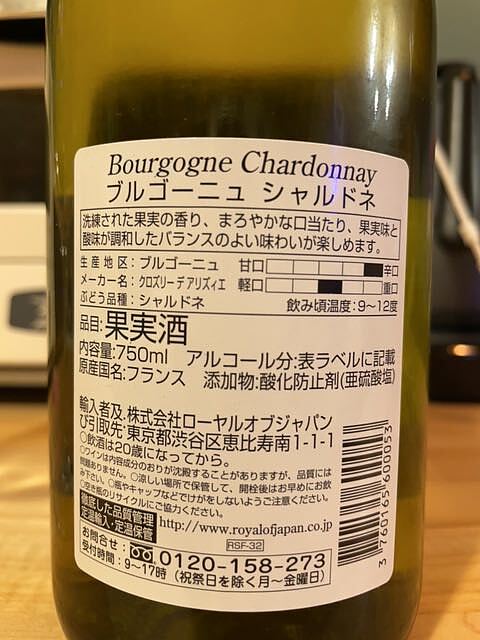 Bourgogne Chardonnay
ブルゴーニュ シャルドネ
洗練された果実の香り、まろやかな口当たり、果実味と
酸味が調和したバランスのよい味わいが楽しめます。
生産地区：ブルゴーニュ 甘口 辛口
メーカー名：クロズリーデアリズィエ 軽口 重口
ぶどう品種：シャルドネ 飲み頃温度：9～12度
品目：果実酒
内容量：750ml アルコール分：表ラベルに記載
原産国名：フランス 添加物：酸化防止剤(亜硫酸塩)
輸入者及 株式会社ローヤルオブジャパン
び引取先：東京都渋谷区恵比寿南1-1-1
○飲酒は20歳になってから。
○ワインは内容成分のおりが沈殿することがありますが、品質には
問題ありません。○涼しい場所で保管して、開栓後はお早めにお飲
み下さい。○瓶やキャップなどでけがをしないようご注意ください。
○空き瓶のリサイクルにご協力ください。
徹底した品質管理
定温輸入・定温保管
http://www.royalofjapan.co.jp
RSF-32
お問合せ： 0120-158-273
受付時間：9～17時（祝祭日を除く月～金曜日）
3 760165 600053